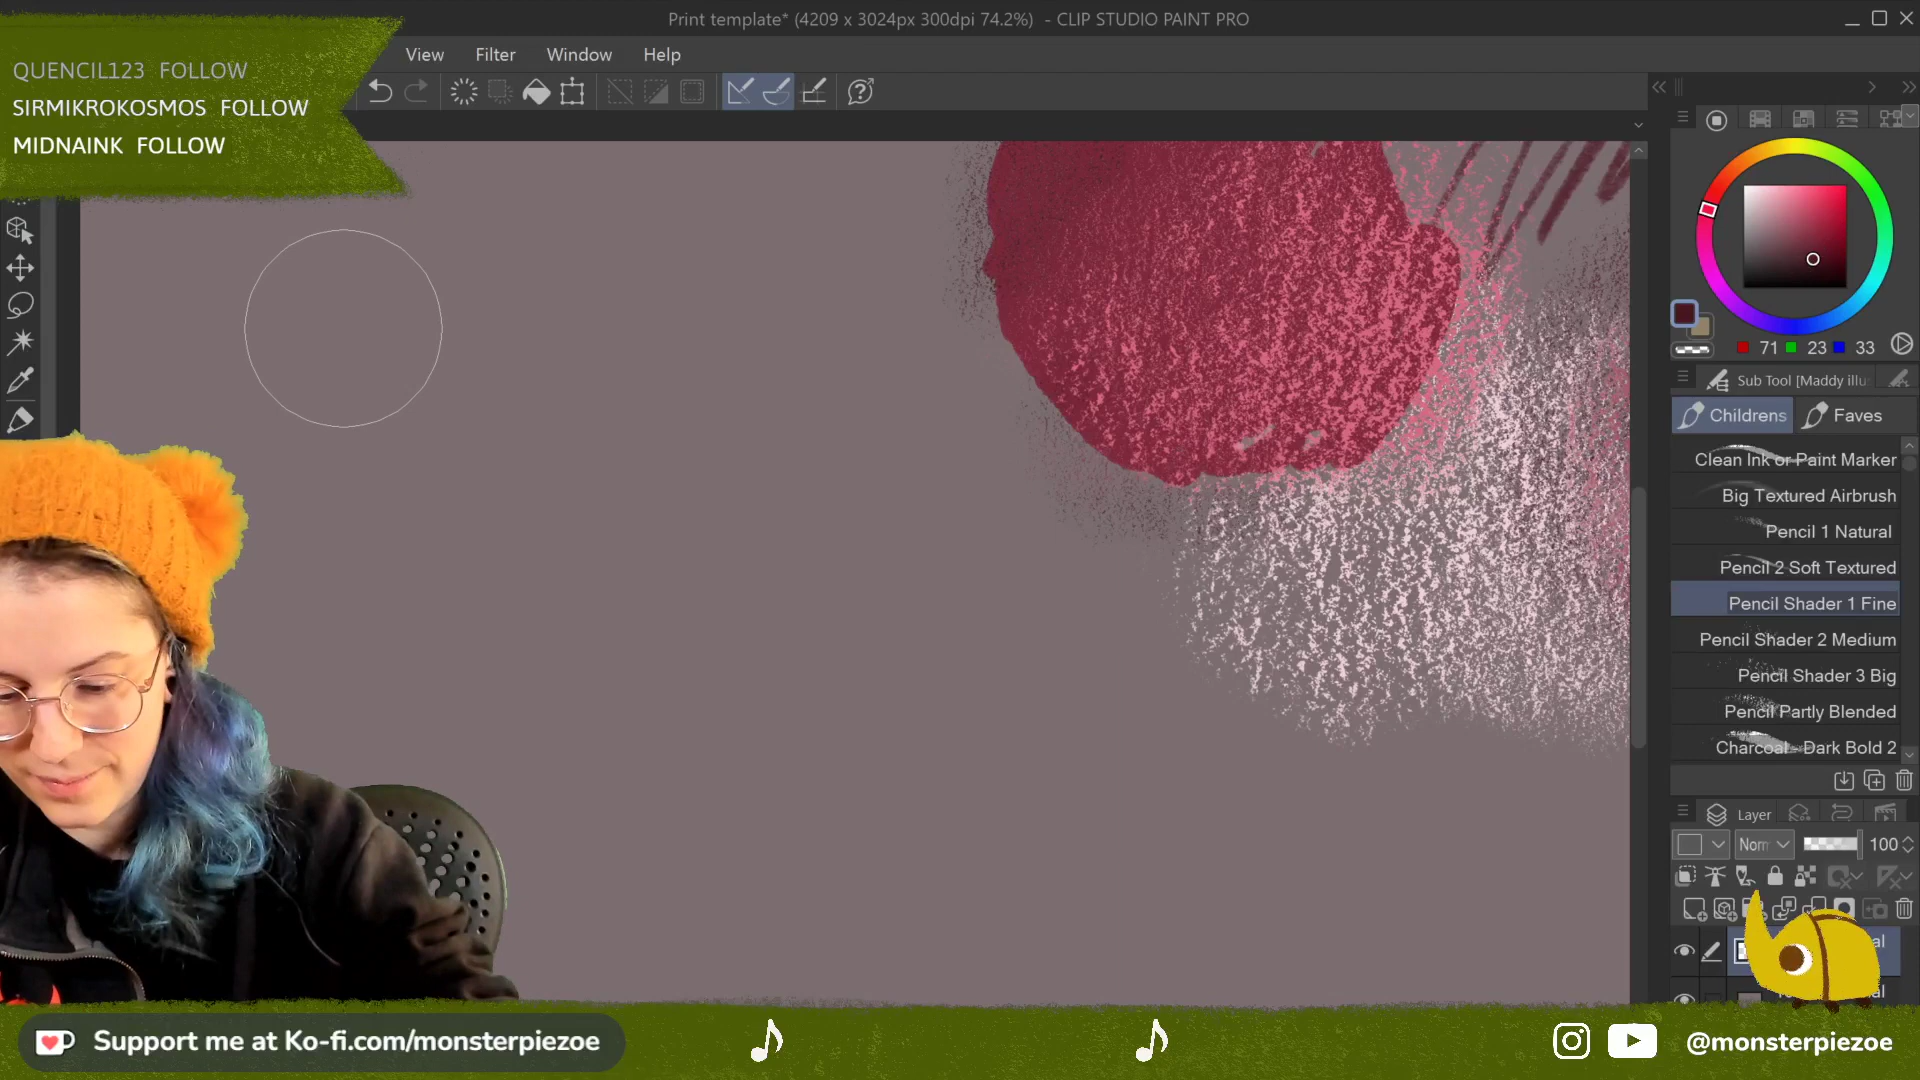 Print template* (4209 x 3024px 300dpi 74.2%) - CLIP STUDIO PAINT PRO
QUENCIL123 FOLLOW
SIRMIKROKOSMOS FOLLOW
MIDNAINK FOLLOW
View Filter Window Help
71 23 33
Sub Tool [Maddy illu
Childrens Faves
Clean Ink or Paint Marker
Big Textured Airbrush
Pencil 1 Natural
Pencil 2 Soft Textured
Pencil Shader 1 Fine
Pencil Shader 2 Medium
Pencil Shader 3 Big
Pencil Partly Blended
Charcoal - Dark Bold 2
Layer
Norr 100
Support me at Ko-fi.com/monsterpiezoe
@monsterpiezoe